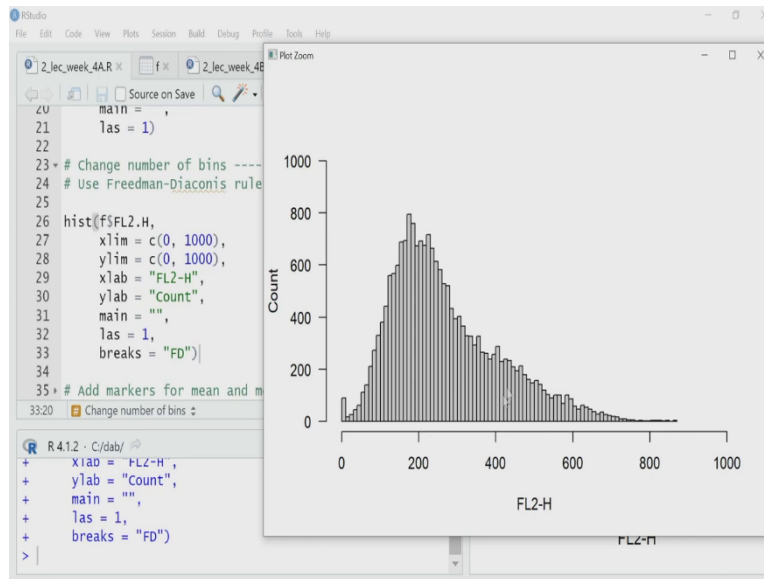 RStudio
File Edit Code View Plots Session Build Debug Profile Tools Help
2_lec_week_4A.R × f × 2_lec_week_4B
Source on Save
20 main = ,
21 las = 1)
22
23 # Change number of bins ----
24 # Use Freedman-Diaconis rule
25
26 hist(f$FL2.H,
27 xlim = c(0, 1000),
28 ylim = c(0, 1000),
29 xlab = "FL2-H",
30 ylab = "Count",
31 main = "",
32 las = 1,
33 breaks = "FD")
34
35 # Add markers for mean and m
33:20 # Change number of bins
R 4.1.2 · C:/dab/
+ xlab = "FL2-H",
+ ylab = "Count",
+ main = "",
+ las = 1,
+ breaks = "FD")
>
Plot Zoom
1000
800
600
400
200
0
Count
0 200 400 600 800 1000
FL2-H
FL2-H